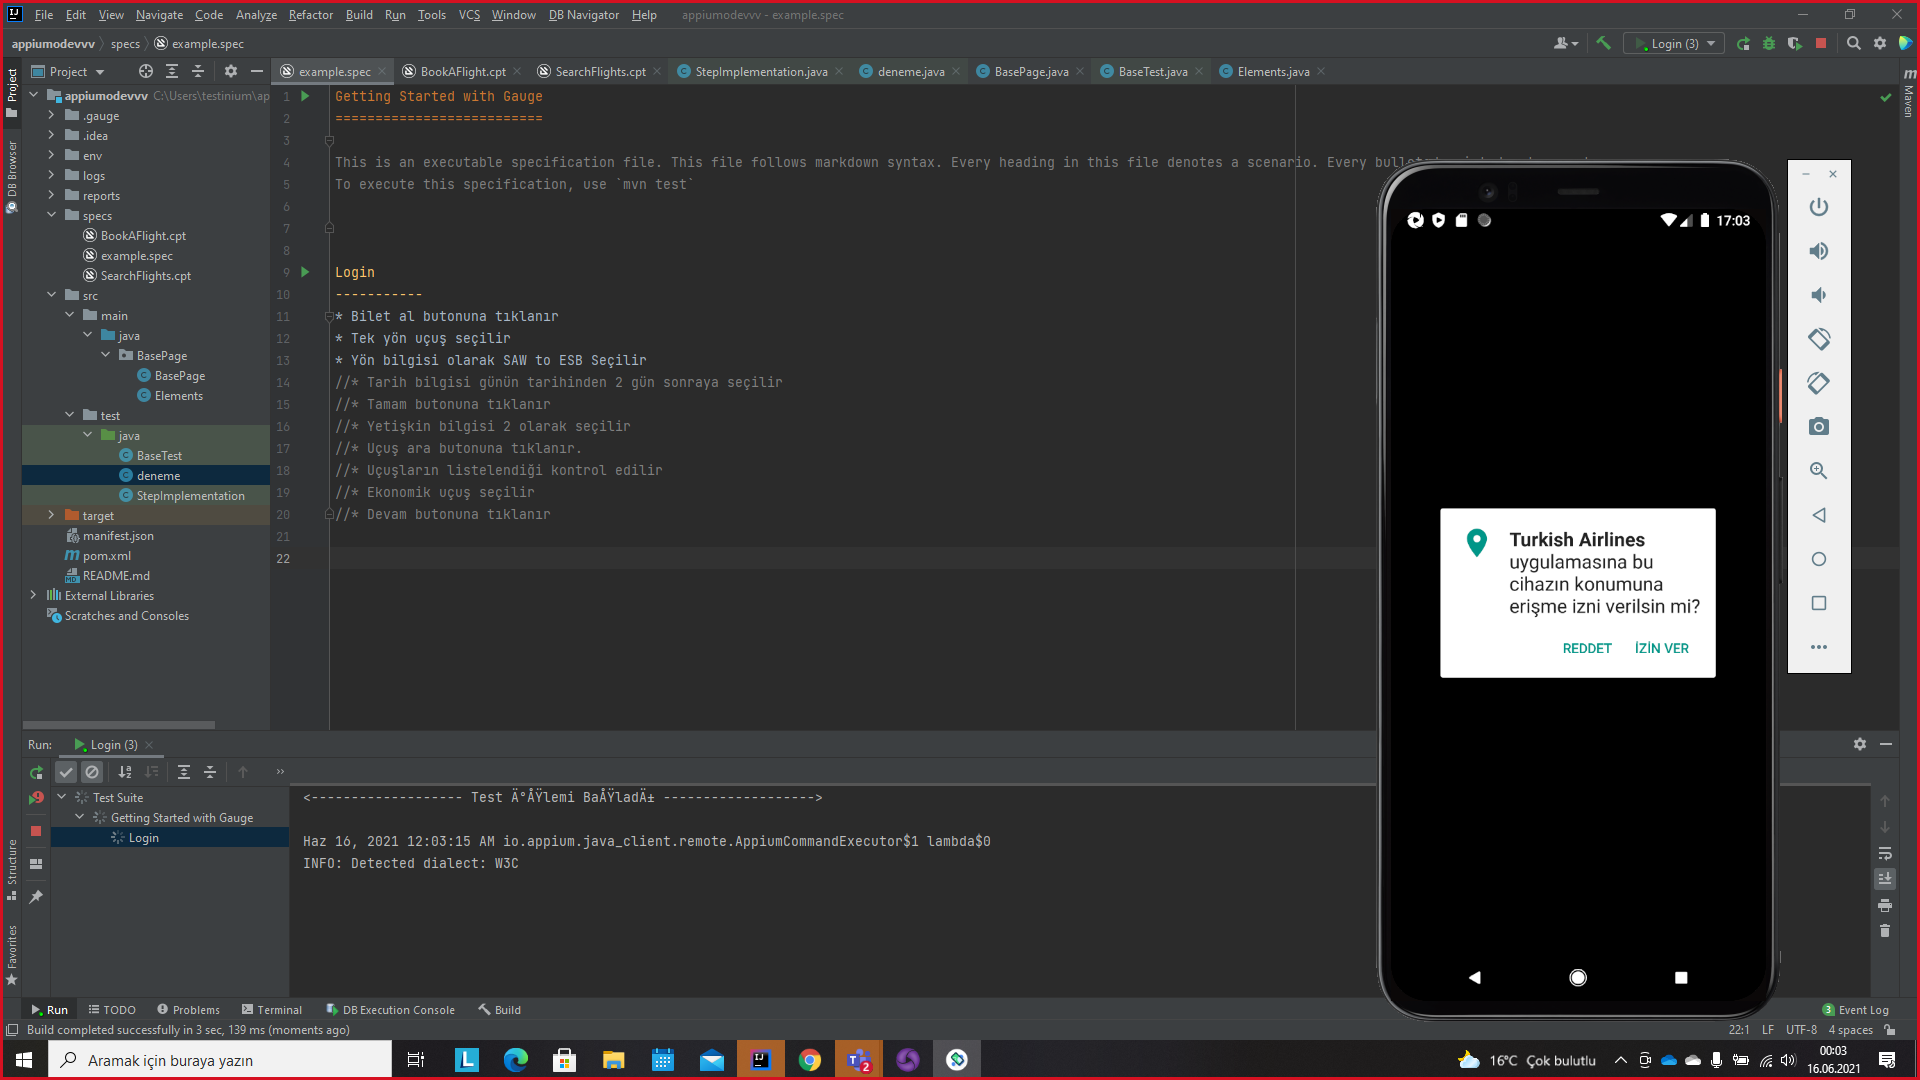 File Edit View Navigate Code Analyze Refactor Build Run Tools VCS Window DB Navigator Help appiumodevvv - example.spec
appiumodevvv specs example.spec
Login (3)
Project
example.spec BookAFlight.cpt SearchFlights.cpt StepImplementation.java deneme.java BasePage.java BaseTest.java Elements.java
Project
DB Browser
Structure
Favorites
Maven
appiumodevvv C:\Users\testinium\ap
.gauge
.idea
env
logs
reports
specs
BookAFlight.cpt
example.spec
SearchFlights.cpt
src
main
java
BasePage
BasePage
Elements
test
java
BaseTest
deneme
StepImplementation
target
manifest.json
pom.xml
README.md
External Libraries
Scratches and Consoles
1 Getting Started with Gauge
2 ==========================
3
4 This is an executable specification file. This file follows markdown syntax. Every heading in this file denotes a scenario. Every
5 To execute this specification, use `mvn test`
6
7
8
9 Login
10 -----------
11 * Bilet al butonuna tıklanır
12 * Tek yön uçuş seçilir
13 * Yön bilgisi olarak SAW to ESB Seçilir
14 //* Tarih bilgisi günün tarihinden 2 gün sonraya seçilir
15 //* Tamam butonuna tıklanır
16 //* Yetişkin bilgisi 2 olarak seçilir
17 //* Uçuş ara butonuna tıklanır.
18 //* Uçuşların listelendiği kontrol edilir
19 //* Ekonomik uçuş seçilir
20 //* Devam butonuna tıklanır
21
22
17:03
Turkish Airlines
uygulamasına bu
cihazın konumuna
erişme izni verilsin mi?
REDDET İZİN VER
Run: Login (3)
Test Suite
Getting Started with Gauge
Login
<------------------- Test Ä°ÅŸlemi BaÅŸladÄ± ------------------->
Haz 16, 2021 12:03:15 AM io.appium.java_client.remote.AppiumCommandExecutor$1 lambda$0
INFO: Detected dialect: W3C
Run TODO Problems Terminal DB Execution Console Build 3 Event Log
Build completed successfully in 3 sec, 139 ms (moments ago) 22:1 LF UTF-8 4 spaces
Aramak için buraya yazın
2
16°C Çok bulutlu
00:03
16.06.2021